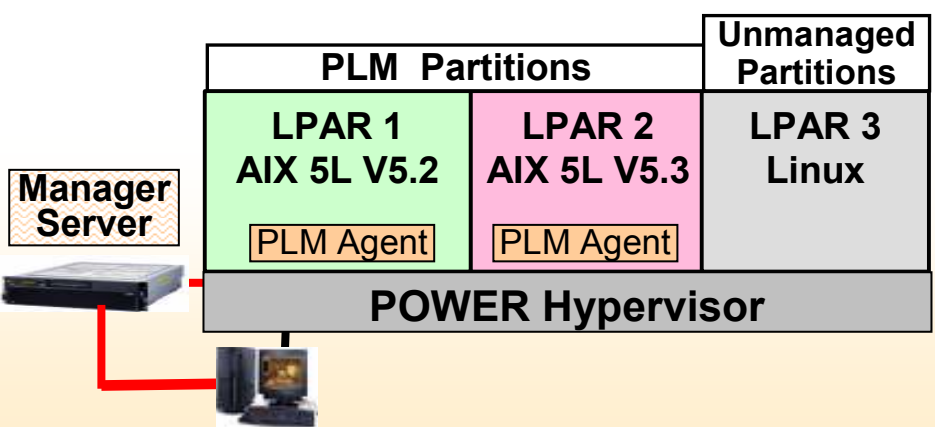 PLM Partitions
Unmanaged
Partitions
LPAR 1
AIX 5L V5.2
PLM Agent
LPAR 2
AIX 5L V5.3
PLM Agent
LPAR 3
Linux
Manager
Server
POWER Hypervisor